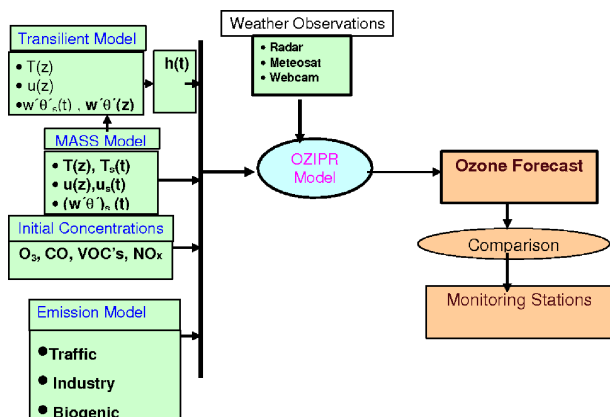 Transilient Model
• T(z)
• u(z)
•w´θ´s(t) , w´θ´(z)
h(t)
MASS Model
• T(z), Ts(t)
• u(z),us(t)
• (w´θ´)s (t)
Initial Concentrations
O3, CO, VOC's, NOx
Emission Model
•Traffic
• Industry
• Biogenic
Weather Observations
• Radar
• Meteosat
• Webcam
OZIPR
Model
Ozone Forecast
Comparison
Monitoring Stations